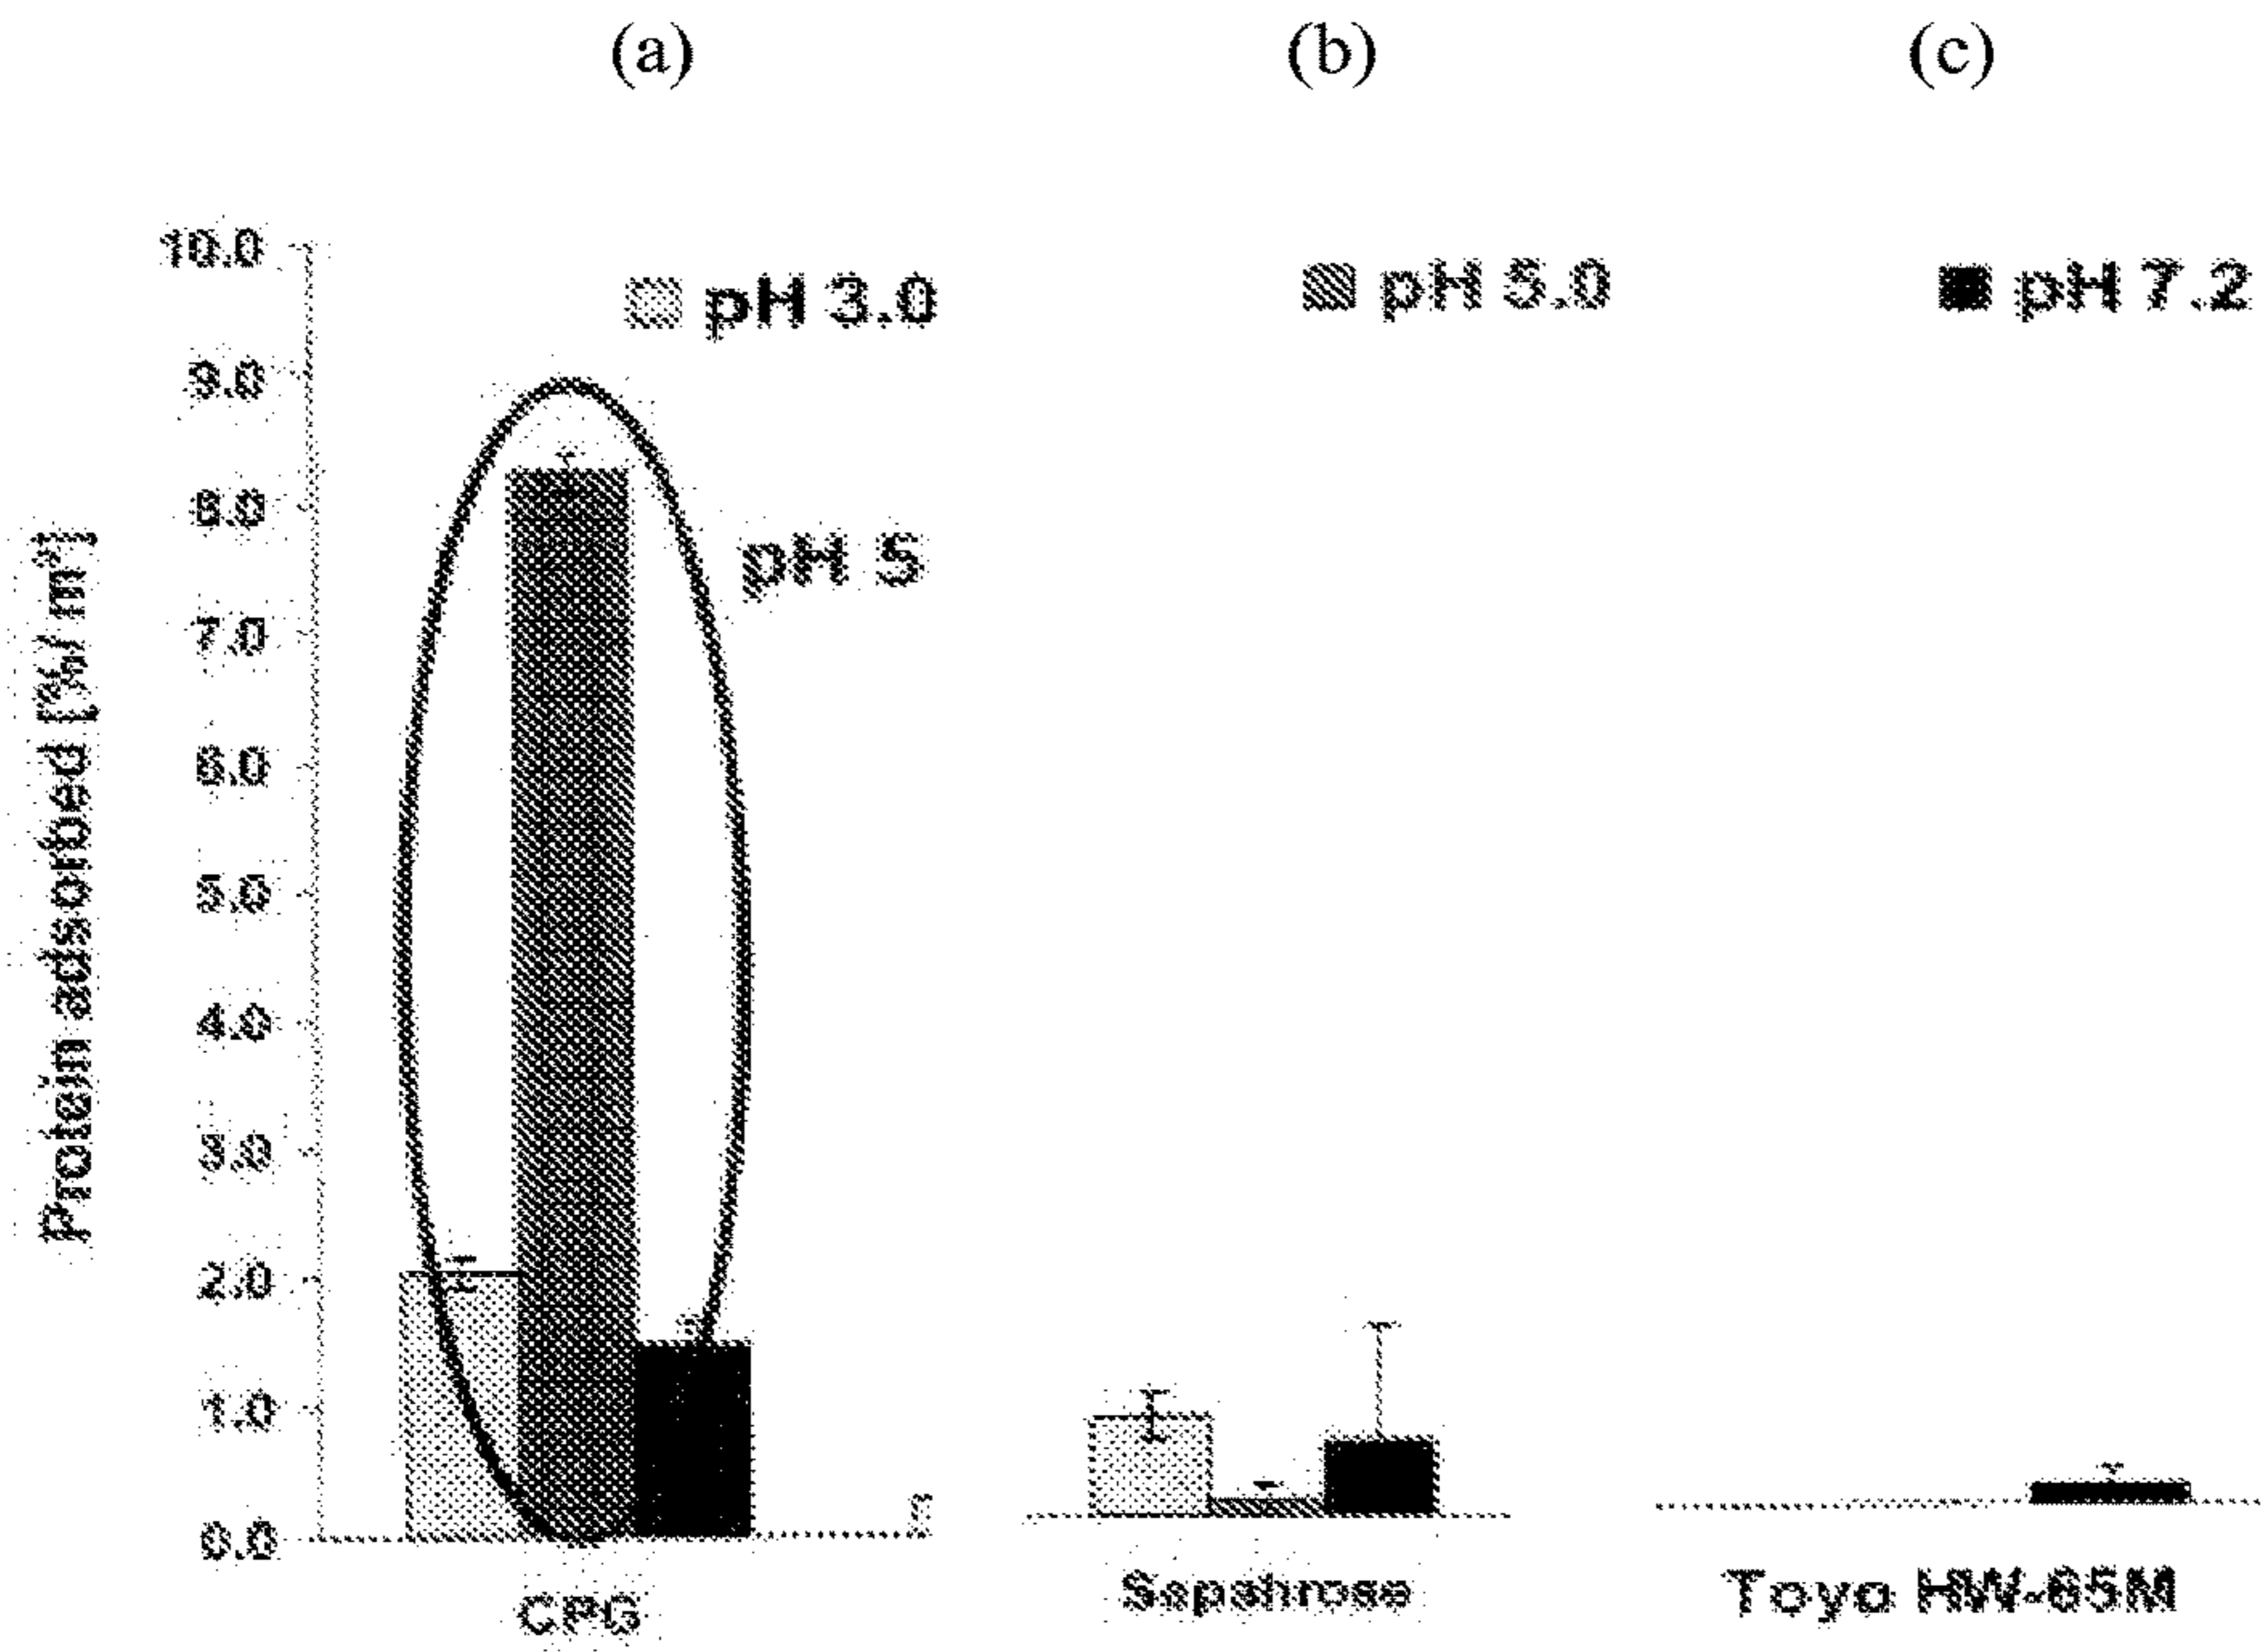 (a) (b) (c)
10.0
pH 3.0 pH 5.0 pH 7.2
9.0
8.0
pH 5
7.0
6.0
5.0
4.0
3.0
2.0
1.0
0.0
Protein adsorbed [%/m²]
CPG Sepahrose Toyo HW-65M